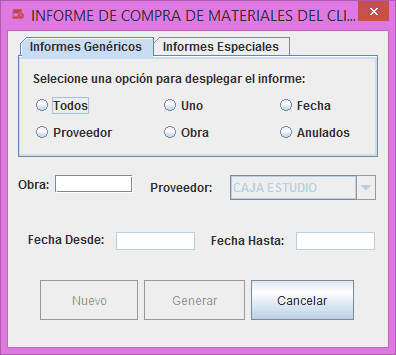 INFORME DE COMPRA DE MATERIALES DEL CLI...
Informes Genéricos Informes Especiales
Selecione una opción para desplegar el informe:
Todos Uno Fecha
Proveedor Obra Anulados
Obra: Proveedor: CAJA ESTUDIO
Fecha Desde: Fecha Hasta:
Nuevo Generar Cancelar